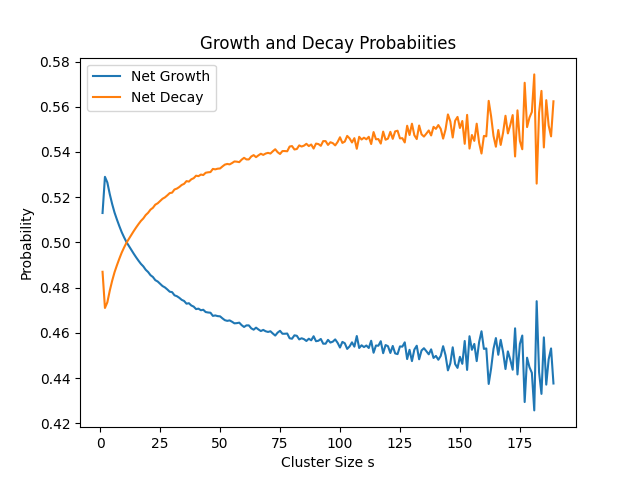 Growth and Decay Probabiities
Net Growth
Net Decay
Probability
0.58
0.56
0.54
0.52
0.50
0.48
0.46
0.44
0.42
0 25 50 75 100 125 150 175
Cluster Size s